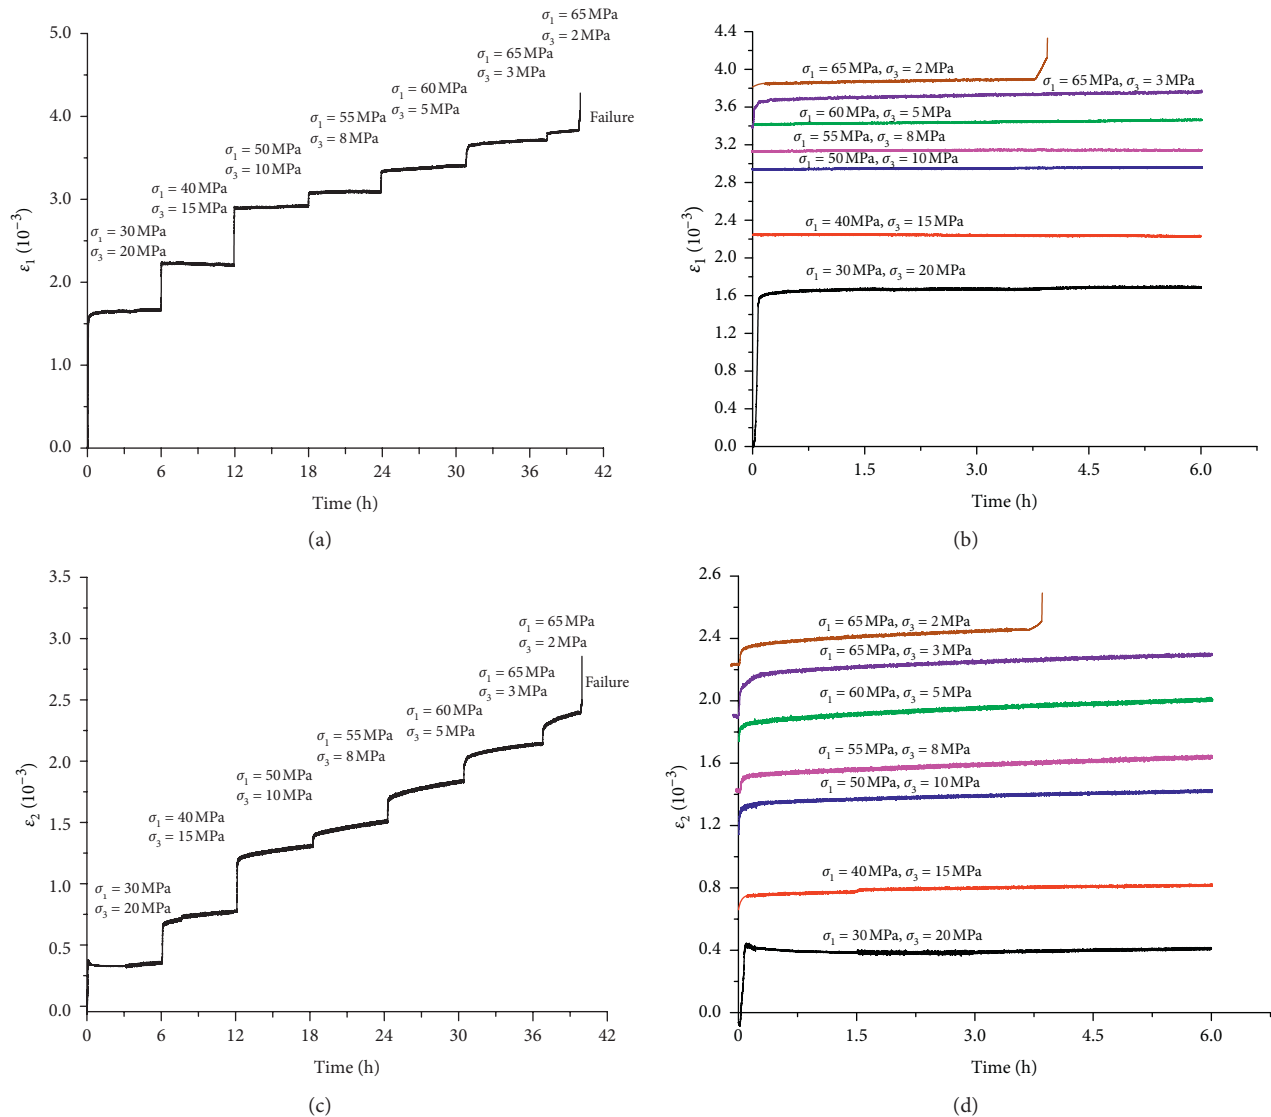 5.0
4.0
3.0
2.0
1.0
0.0
ε₁ (10⁻³)
0 6 12 18 24 30 36 42
Time (h)
σ₁ = 30 MPa
σ₃ = 20 MPa
σ₁ = 40 MPa
σ₃ = 15 MPa
σ₁ = 50 MPa
σ₃ = 10 MPa
σ₁ = 55 MPa
σ₃ = 8 MPa
σ₁ = 60 MPa
σ₃ = 5 MPa
σ₁ = 65 MPa
σ₃ = 3 MPa
σ₁ = 65 MPa
σ₃ = 2 MPa
Failure
(a)
4.4
4.0
3.6
3.2
2.8
2.4
2.0
1.6
1.2
0.8
0.4
0.0
ε₁ (10⁻³)
σ₁ = 65 MPa, σ₃ = 2 MPa
σ₁ = 65 MPa, σ₃ = 3 MPa
σ₁ = 60 MPa, σ₃ = 5 MPa
σ₁ = 55 MPa, σ₃ = 8 MPa
σ₁ = 50 MPa, σ₃ = 10 MPa
σ₁ = 40MPa, σ₃ = 15 MPa
σ₁ = 30 MPa, σ₃ = 20 MPa
0 1.5 3.0 4.5 6.0
Time (h)
(b)
3.5
3.0
2.5
2.0
1.5
1.0
0.5
0.0
ε₂ (10⁻³)
0 6 12 18 24 30 36 42
Time (h)
σ₁ = 30 MPa
σ₃ = 20 MPa
σ₁ = 40 MPa
σ₃ = 15 MPa
σ₁ = 50 MPa
σ₃ = 10 MPa
σ₁ = 55 MPa
σ₃ = 8 MPa
σ₁ = 60 MPa
σ₃ = 5 MPa
σ₁ = 65 MPa
σ₃ = 3 MPa
σ₁ = 65 MPa
σ₃ = 2 MPa
Failure
(c)
2.6
2.4
2.0
1.6
1.2
0.8
0.4
0.0
ε₂ (10⁻³)
σ₁ = 65 MPa, σ₃ = 2 MPa
σ₁ = 65 MPa, σ₃ = 3 MPa
σ₁ = 60 MPa, σ₃ = 5 MPa
σ₁ = 55 MPa, σ₃ = 8 MPa
σ₁ = 50 MPa, σ₃ = 10 MPa
σ₁ = 40 MPa, σ₃ = 15 MPa
σ₁ = 30 MPa, σ₃ = 20 MPa
0 1.5 3.0 4.5 6.0
Time (h)
(d)